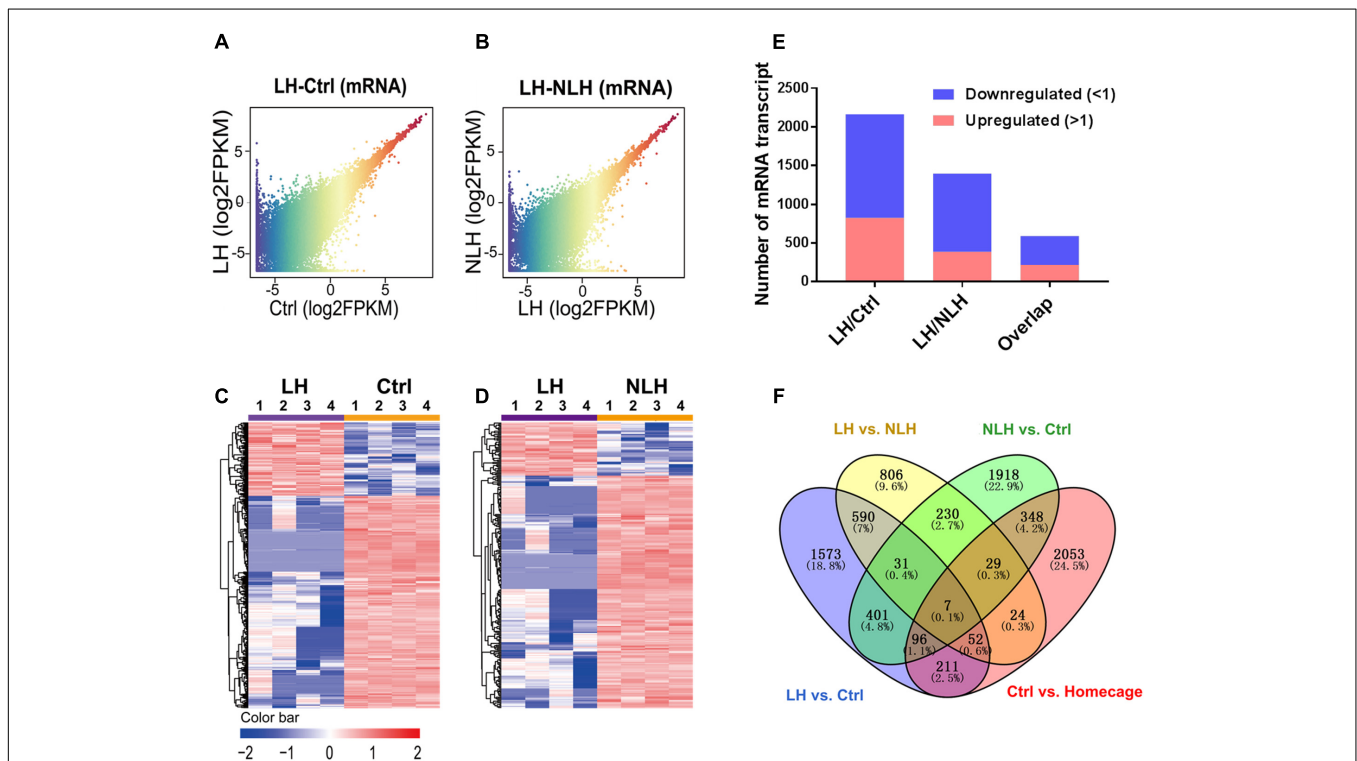 A
LH-Ctrl (mRNA)
LH (log2FPKM)
5
0
-5
-5
0
5
Ctrl (log2FPKM)
B
LH-NLH (mRNA)
NLH (log2FPKM)
5
0
-5
-5
0
5
LH (log2FPKM)
E
Number of mRNA transcript
2500
2000
1500
1000
500
0
Downregulated (<1)
Upregulated (>1)
LH/Ctrl
LH/NLH
Overlap
C
LH
Ctrl
1 2 3 4 1 2 3 4
Color bar
−2 −1 0 1 2
D
LH
NLH
1 2 3 4 1 2 3 4
F
LH vs. NLH
NLH vs. Ctrl
806
(9.6%)
1918
(22.9%)
590
(7%)
230
(2.7%)
348
(4.2%)
1573
(18.8%)
31
(0.4%)
29
(0.3%)
2053
(24.5%)
401
(4.8%)
7
(0.1%)
24
(0.3%)
96
(1.1%)
52
(0.6%)
211
(2.5%)
LH vs. Ctrl
Ctrl vs. Homecage